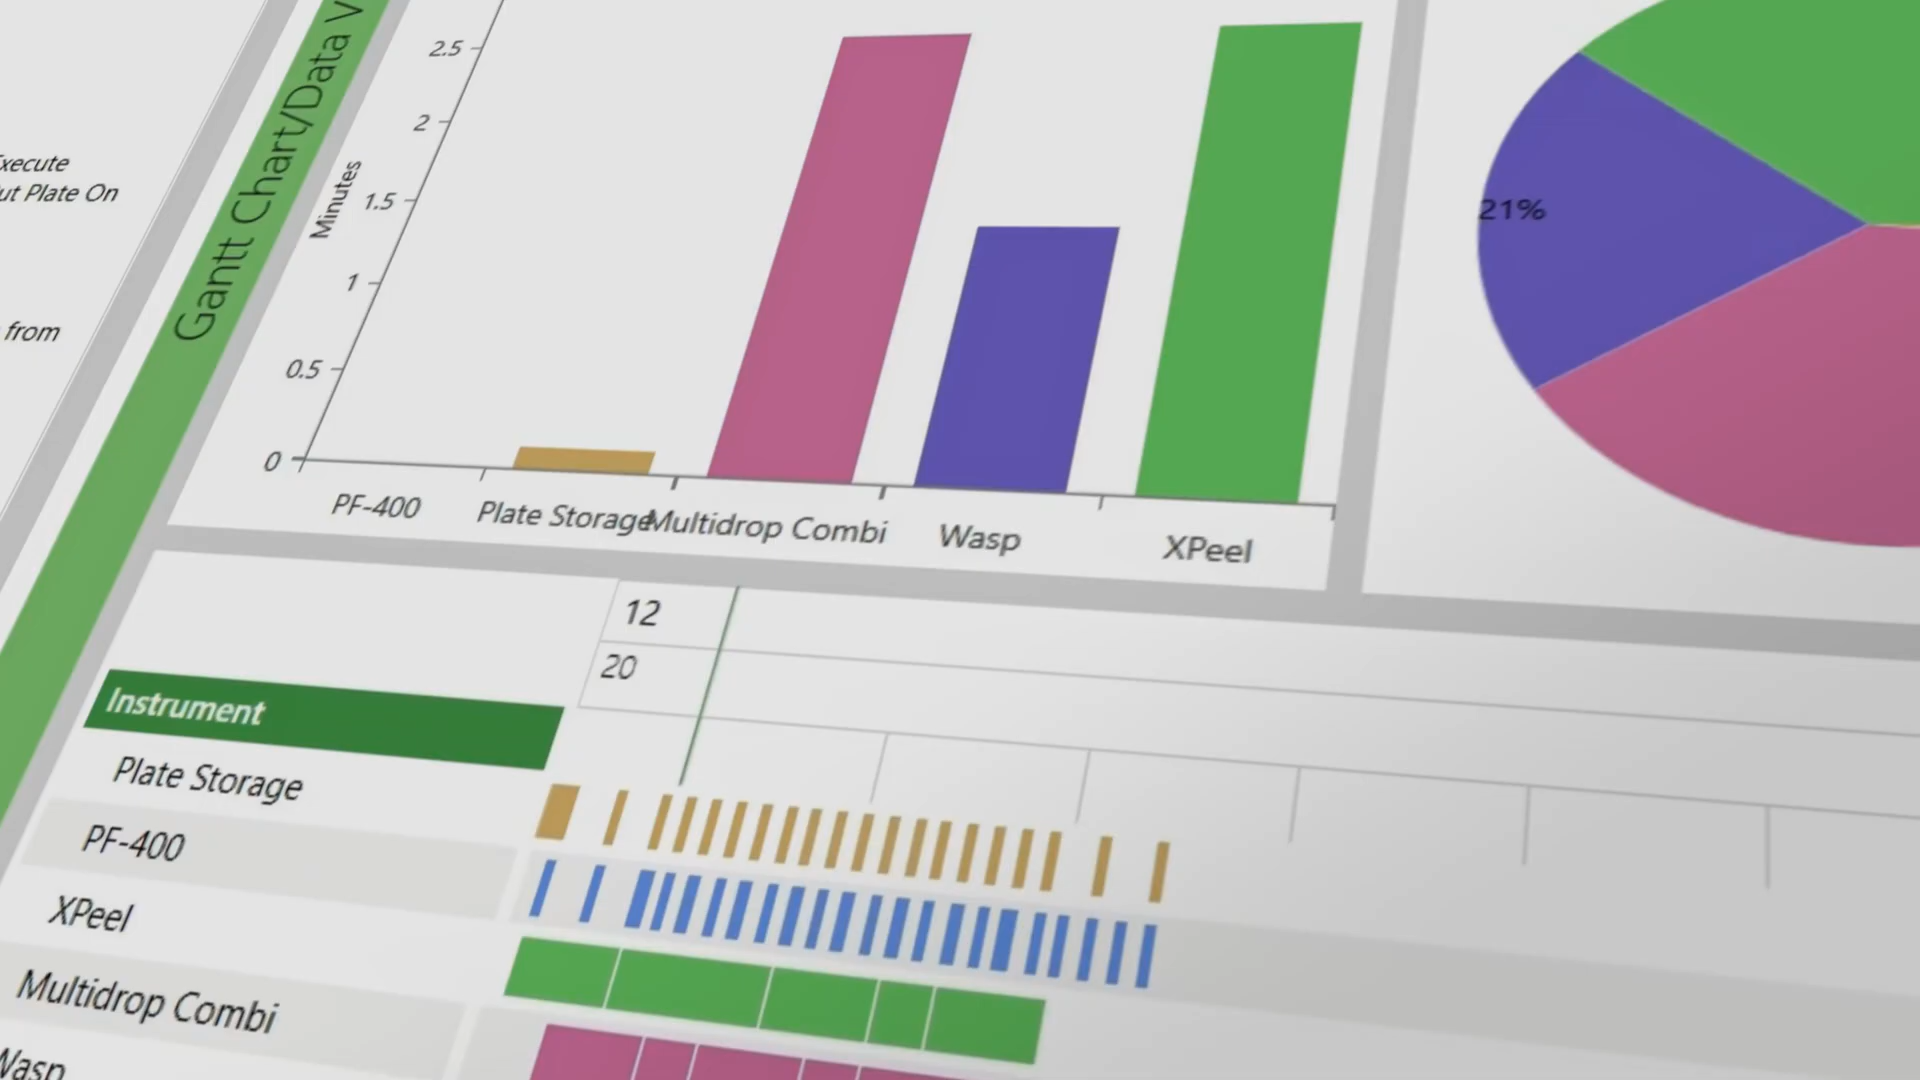 Execute
ut Plate On
from
Gantt Chart/Data V
Minutes
2.5
2
1.5
1
0.5
0
PF-400
Plate Storage
Multidrop Combi
Wasp
XPeel
21%
12
20
Instrument
Plate Storage
PF-400
XPeel
Multidrop Combi
Wasp